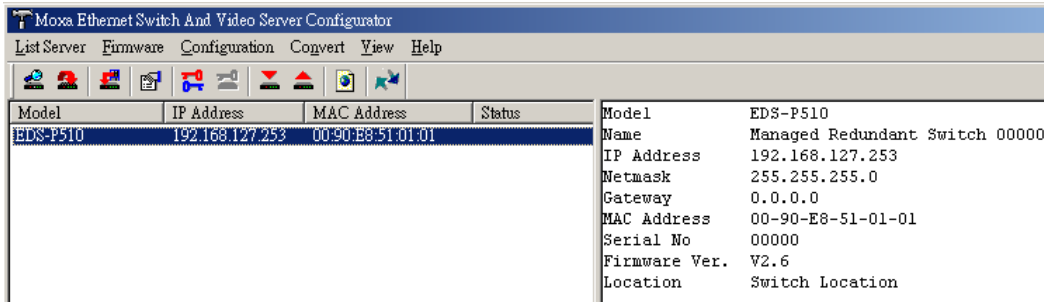 Moxa Ethernet Switch And Video Server Configurator
List Server Firmware Configuration Convert View Help
Model IP Address MAC Address Status
EDS-P510 192.168.127.253 00:90:E8:51:01:01
Model EDS-P510
Name Managed Redundant Switch 00000
IP Address 192.168.127.253
Netmask 255.255.255.0
Gateway 0.0.0.0
MAC Address 00-90-E8-51-01-01
Serial No 00000
Firmware Ver. V2.6
Location Switch Location